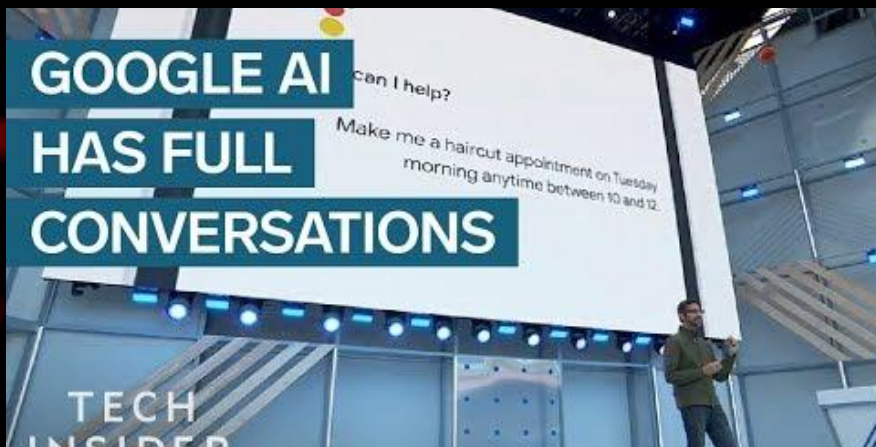 GOOGLE AI
HAS FULL
CONVERSATIONS
can I help?
Make me a haircut appointment on Tuesday
morning anytime between 10 and 12.
TECH
INSIDER